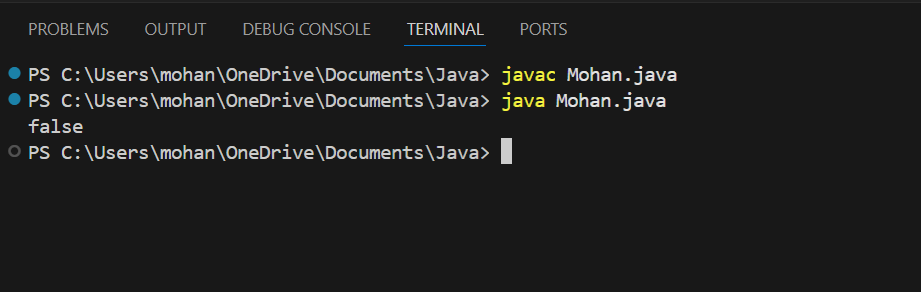 PROBLEMS OUTPUT DEBUG CONSOLE TERMINAL PORTS
PS C:\Users\mohan\OneDrive\Documents\Java> javac Mohan.java
PS C:\Users\mohan\OneDrive\Documents\Java> java Mohan.java
false
PS C:\Users\mohan\OneDrive\Documents\Java>